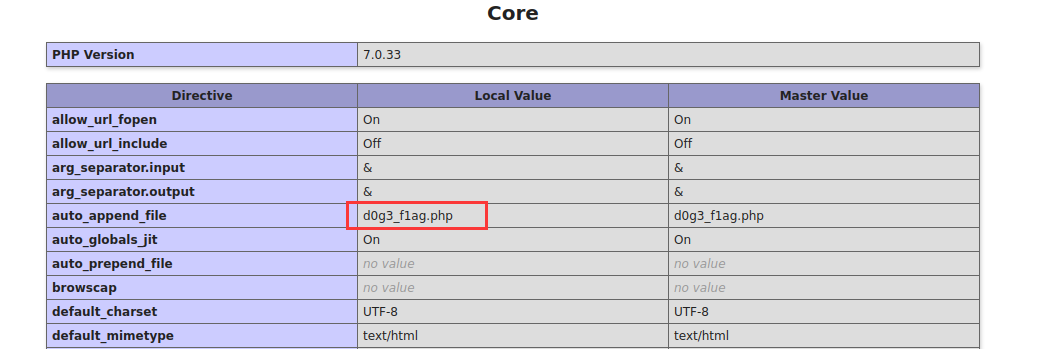 Core
PHP Version 7.0.33
Directive Local Value Master Value
allow_url_fopen On On
allow_url_include Off Off
arg_separator.input & &
arg_separator.output & &
auto_append_file d0g3_f1ag.php d0g3_f1ag.php
auto_globals_jit On On
auto_prepend_file no value no value
browscap no value no value
default_charset UTF-8 UTF-8
default_mimetype text/html text/html